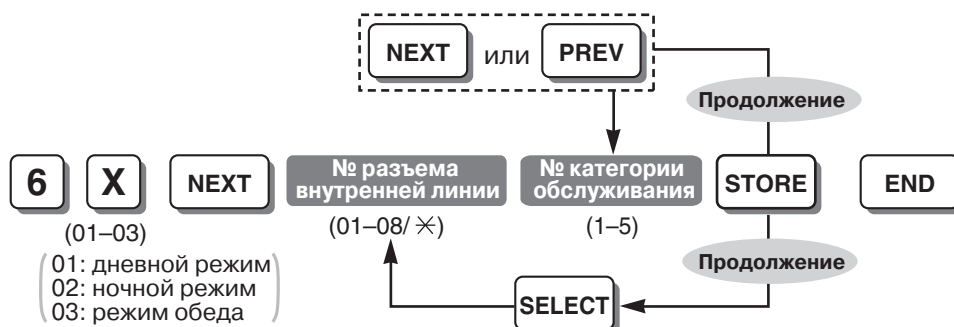 NEXT или PREV
Продолжение
6 X NEXT № разъема внутренней линии № категории обслуживания STORE END
(01–03) (01–08/✳) (1–5)
01: дневной режим
02: ночной режим
03: режим обеда
Продолжение
SELECT